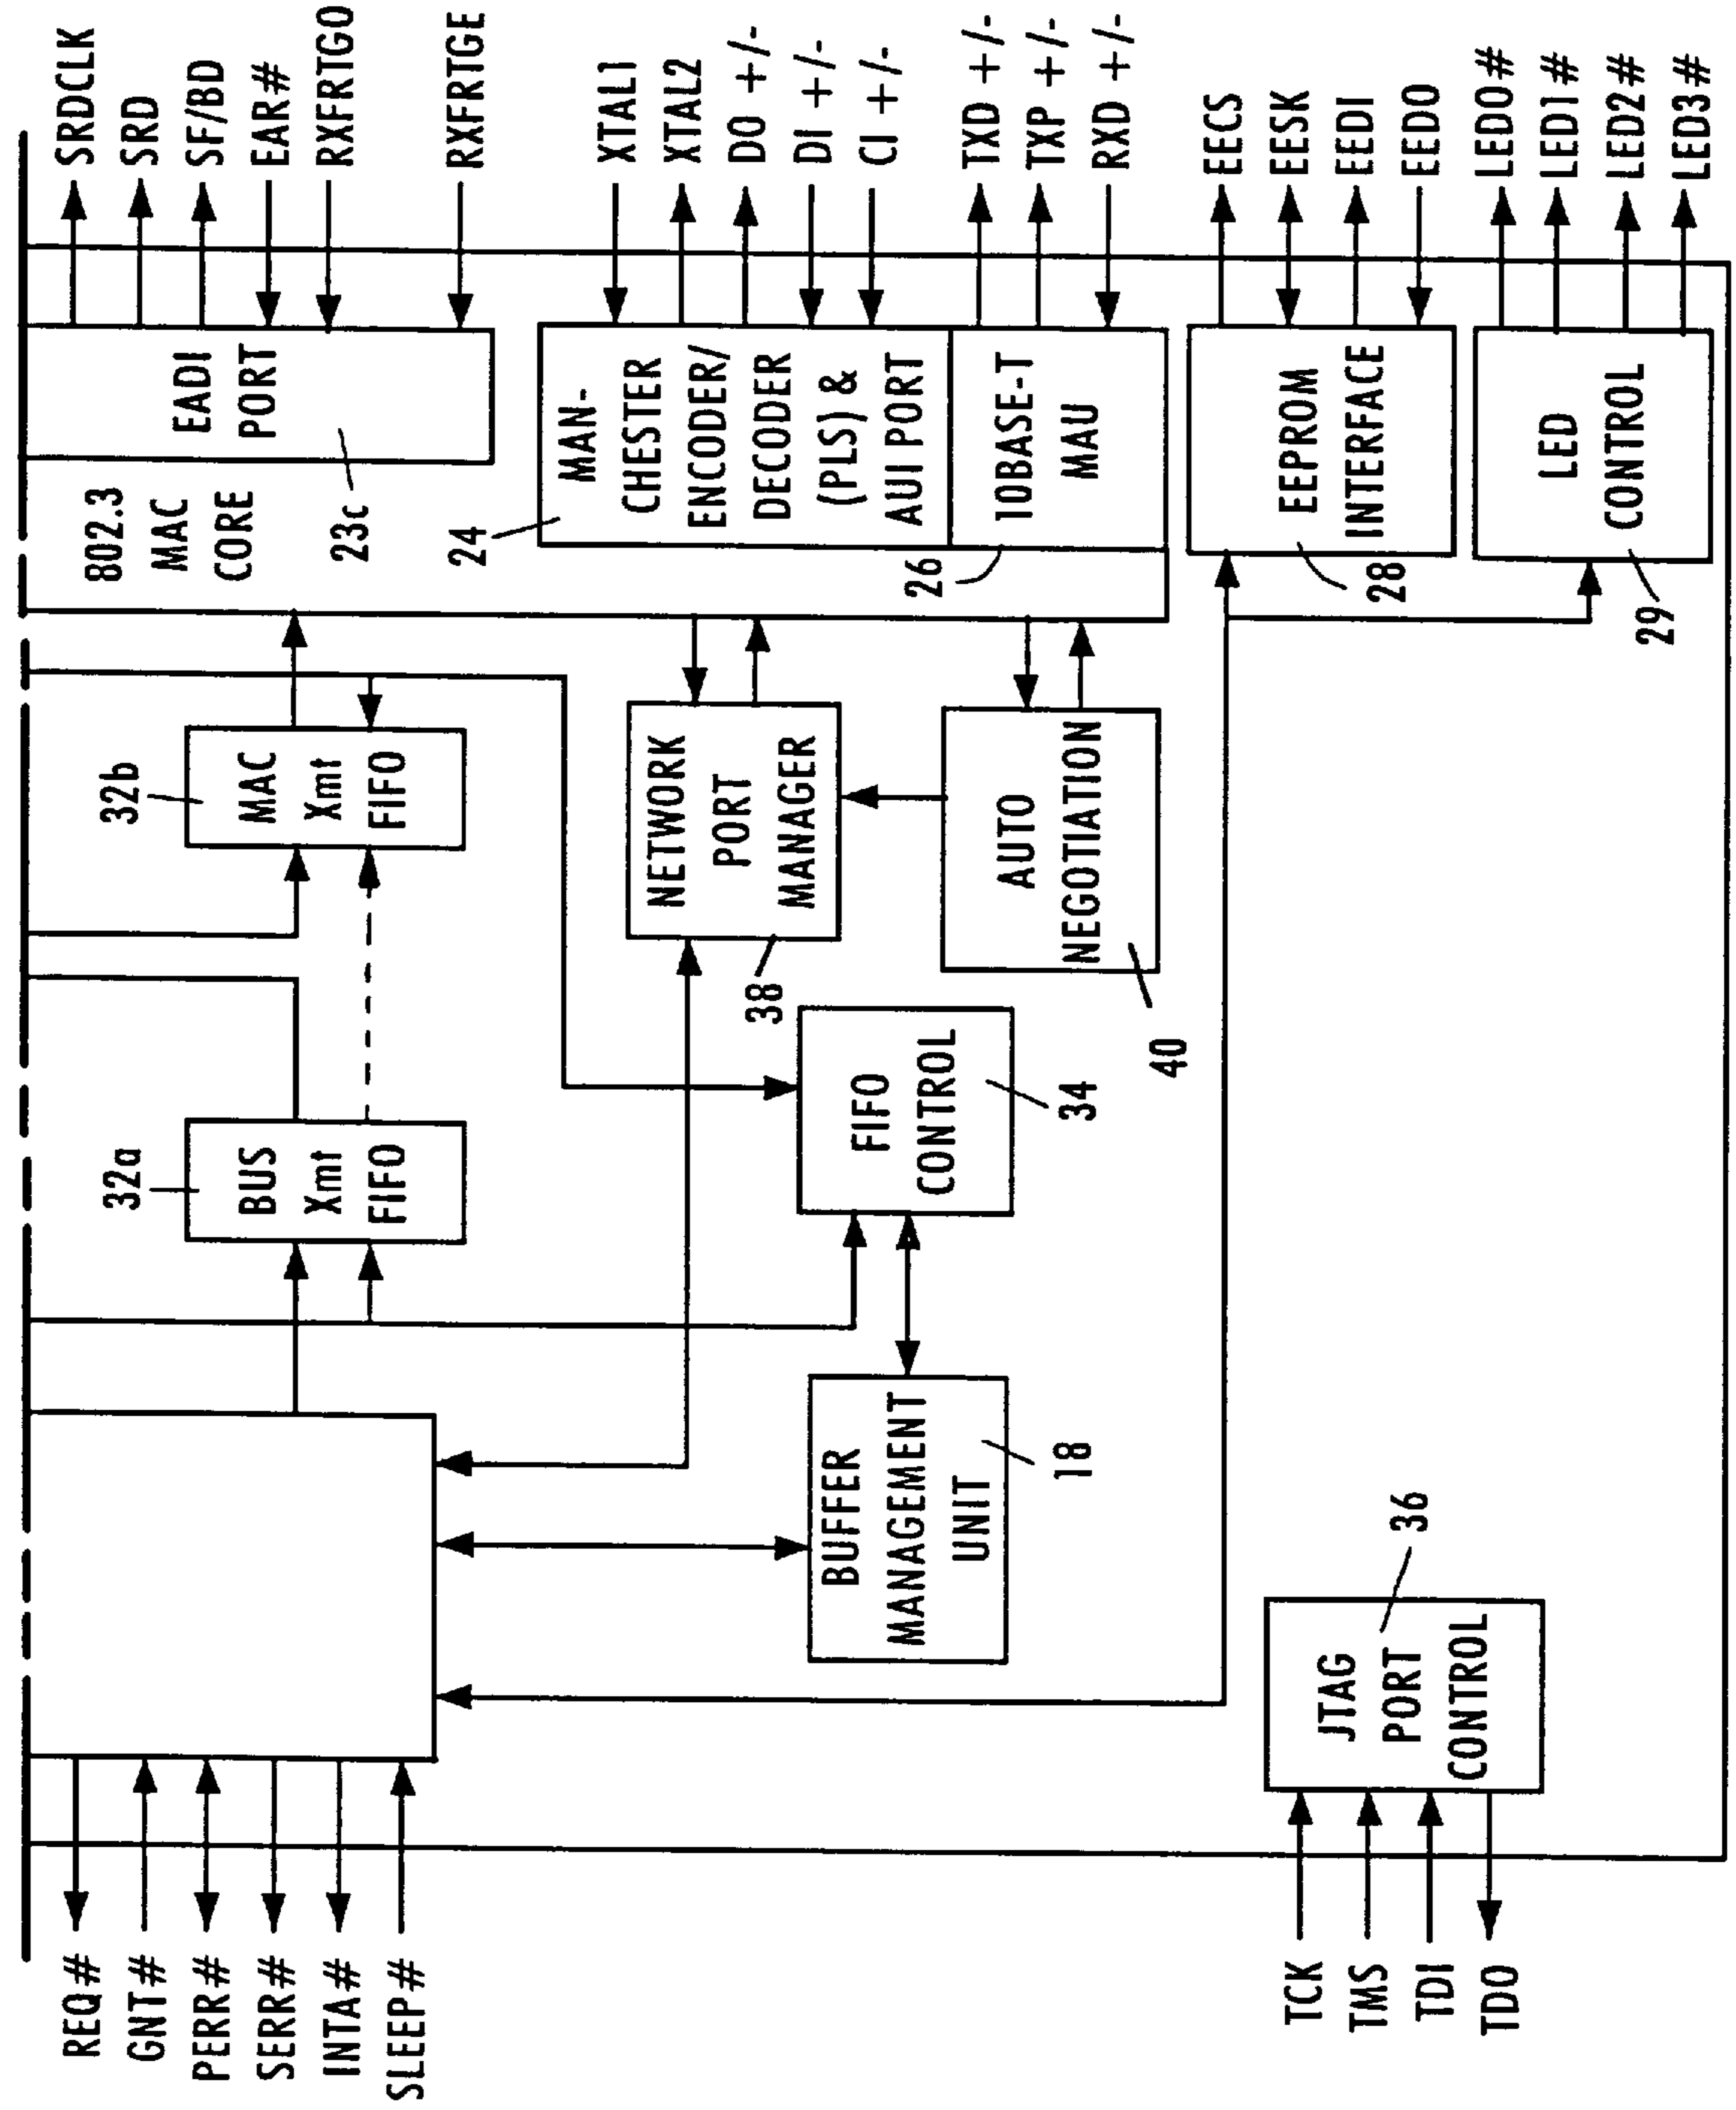 REQ#
GNT#
PERR#
SERR#
INTA#
SLEEP#
TCK
TMS
TDI
TDO
JTAG
PORT
CONTROL
36
BUFFER
MANAGEMENT
UNIT
18
32a
BUS
Xmt
FIFO
FIFO
CONTROL
34
32b
MAC
Xmt
FIFO
NETWORK
PORT
MANAGER
38
AUTO
NEGOTIATION
40
802.3
MAC
CORE
23c
EADI
PORT
24
MAN-
CHESTER
ENCODER/
DECODER
(PLS) &
AUI PORT
26
10BASE-T
MAU
EEPROM
INTERFACE
28
LED
CONTROL
29
SRDCLK
SRD
SF/BD
EAR#
RXFRTGO
RXFRTGE
XTAL1
XTAL2
DO +/-
DI +/-
CI +/-
TXD +/-
TXP +/-
RXD +/-
EECS
EESK
EEDI
EEDO
LED0#
LED1#
LED2#
LED3#